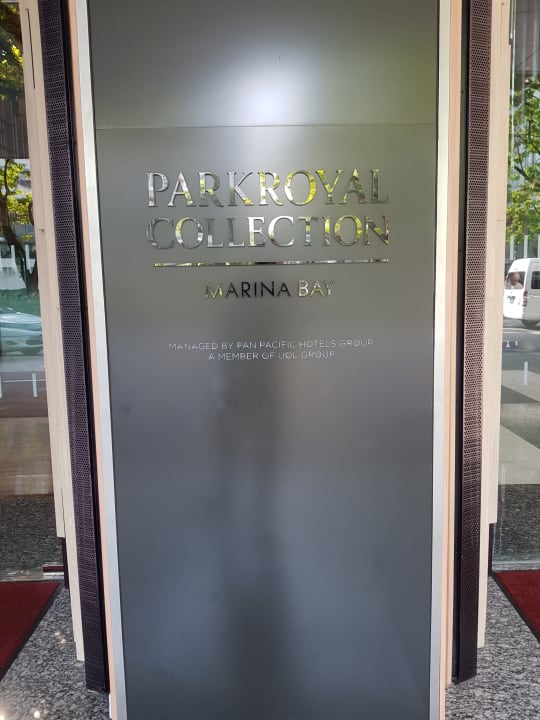 PARKROYAL
COLLECTION
MARINA BAY
MANAGED BY PAN PACIFIC HOTELS GROUP
A MEMBER OF UOL GROUP